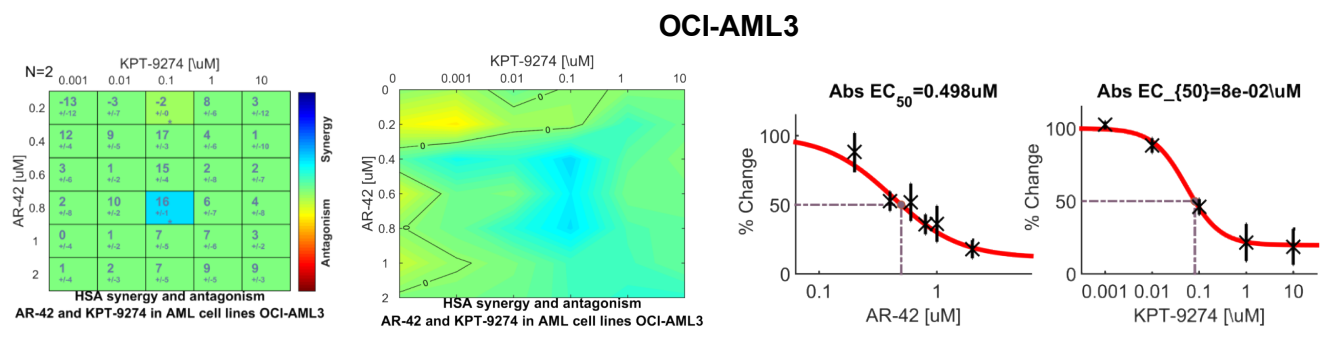 OCI-AML3
KPT-9274 [\uM]
N=2
0.001 0.01 0.1 1 10
0.2 -13 -3 -2 8 3
+/-12 +/-7 +/-0 +/-6 +/-12
*
0.4 12 9 17 4 1
+/-4 +/-5 +/-3 +/-6 +/-10
0.6 3 1 15 2 2
+/-6 +/-2 +/-4 +/-8 +/-7
0.8 2 10 16 6 4
+/-8 +/-2 +/-1 +/-7 +/-8
*
1 0 1 7 7 3
+/-4 +/-2 +/-5 +/-6 +/-2
2 1 2 7 9 9
+/-4 +/-3 +/-5 +/-5 +/-3
AR-42 [uM]
Synergy
Antagonism
HSA synergy and antagonism
AR-42 and KPT-9274 in AML cell lines OCI-AML3
KPT-9274 [\uM]
0 0.001 0.01 0.1 1 10
0
0.2
0.4
0.6
0.8
1
2
AR-42 [uM]
0
0
0
0
0
HSA synergy and antagonism
AR-42 and KPT-9274 in AML cell lines OCI-AML3
Abs EC50=0.498uM
100
50
0
% Change
0.1 1
AR-42 [uM]
Abs EC_{50}=8e-02\uM
100
50
0
% Change
0.001 0.01 0.1 1 10
KPT-9274 [\uM]